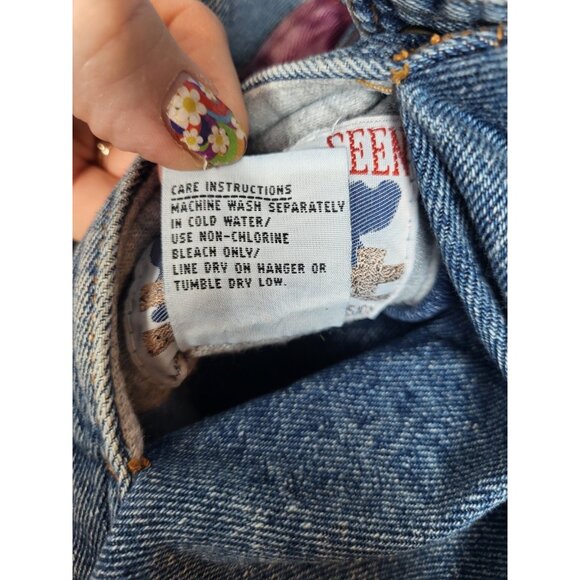 SEEN
CARE INSTRUCTIONS
MACHINE WASH SEPARATELY
IN COLD WATER/
USE NON-CHLORINE
BLEACH ONLY/
LINE DRY ON HANGER OR
TUMBLE DRY LOW.